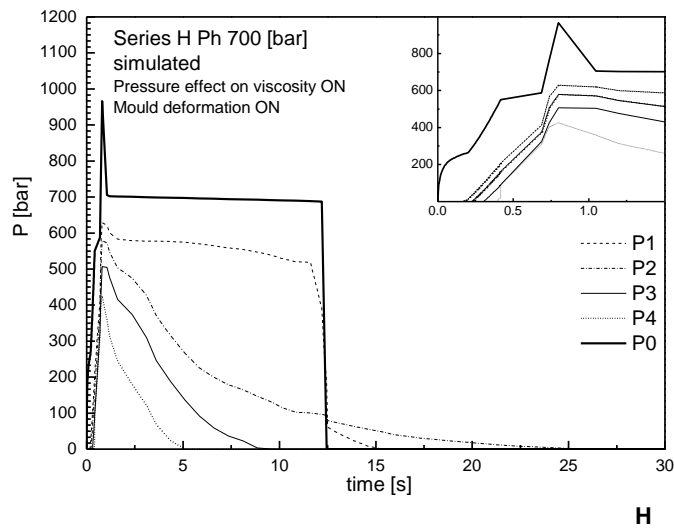 Series H Ph 700 [bar]
simulated
Pressure effect on viscosity ON
Mould deformation ON
P [bar]
1200
1100
1000
900
800
700
600
500
400
300
200
100
0
0 5 10 15 20 25 30
time [s]
800
600
400
200
0.0 0.5 1.0
P1
P2
P3
P4
P0
H